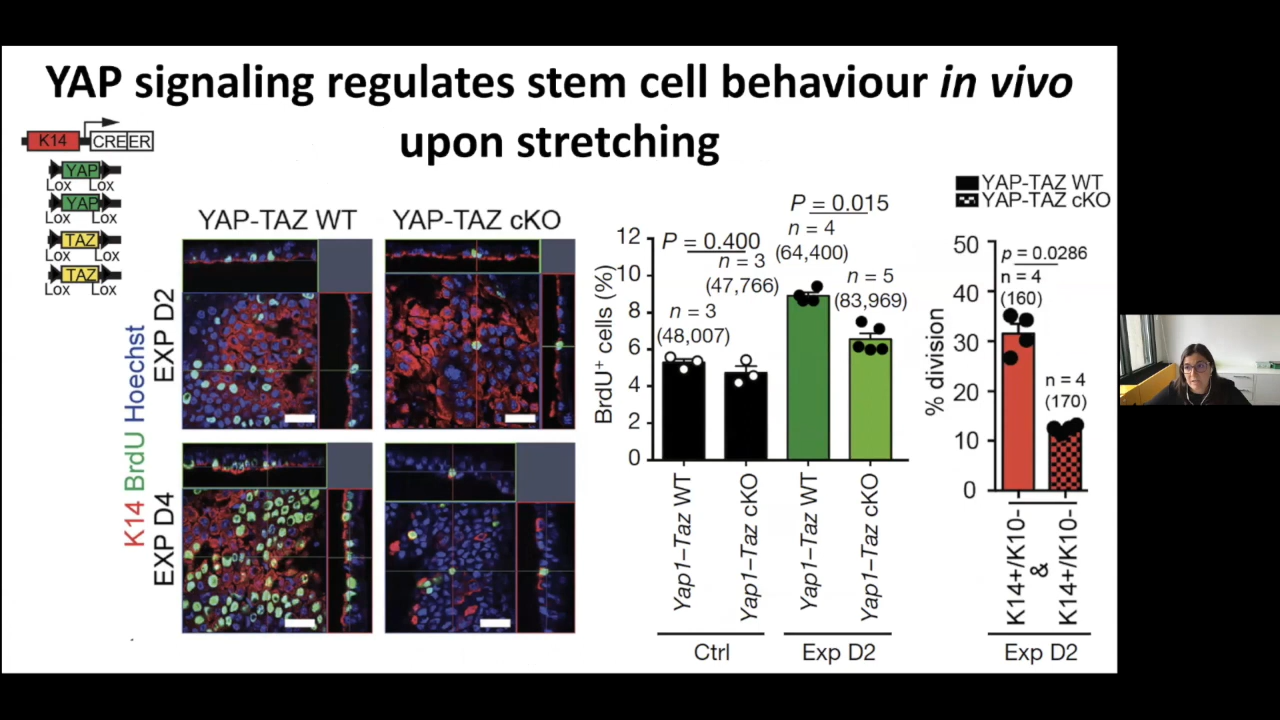 YAP signaling regulates stem cell behaviour in vivo
upon stretching
K14 CREER
YAP
Lox Lox
YAP
Lox Lox
TAZ
Lox Lox
TAZ
Lox Lox
YAP-TAZ WT
YAP-TAZ cKO
K14 BrdU Hoechst
EXP D2
EXP D4
BrdU+ cells (%)
12
10
8
6
4
2
0
P = 0.400
n = 3
(48,007)
n = 3
(47,766)
P = 0.015
n = 4
(64,400)
n = 5
(83,969)
Yap1–Taz WT
Yap1–Taz cKO
Yap1–Taz WT
Yap1–Taz cKO
Ctrl
Exp D2
YAP-TAZ WT
YAP-TAZ cKO
% division
50
40
30
20
10
0
p = 0.0286
n = 4
(160)
n = 4
(170)
K14+/K10-
&
K14+/K10-
Exp D2